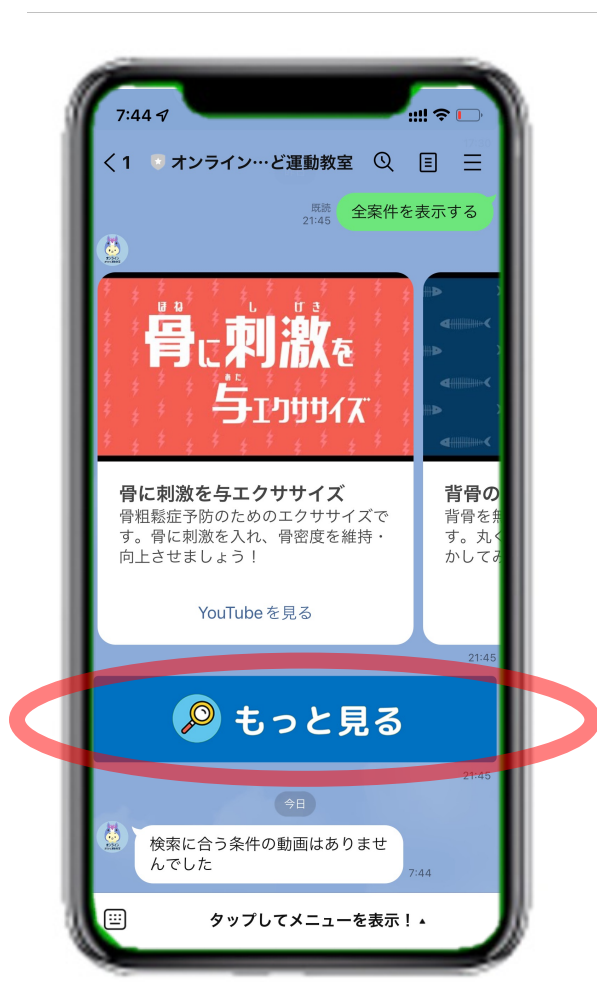 7:44
1 オンライン…ど運動教室
既読
21:45
全案件を表示する
ほね しげき
骨に刺激を
あた
与エクササイズ
骨に刺激を与エクササイズ
骨粗鬆症予防のためのエクササイズで
す。骨に刺激を入れ、骨密度を維持・
向上させましょう！
YouTubeを見る
背骨の
背骨を無
す。丸く
かしてみ
21:45
もっと見る
21:45
今日
検索に合う条件の動画はありませ
んでした
7:44
タップしてメニューを表示！▲